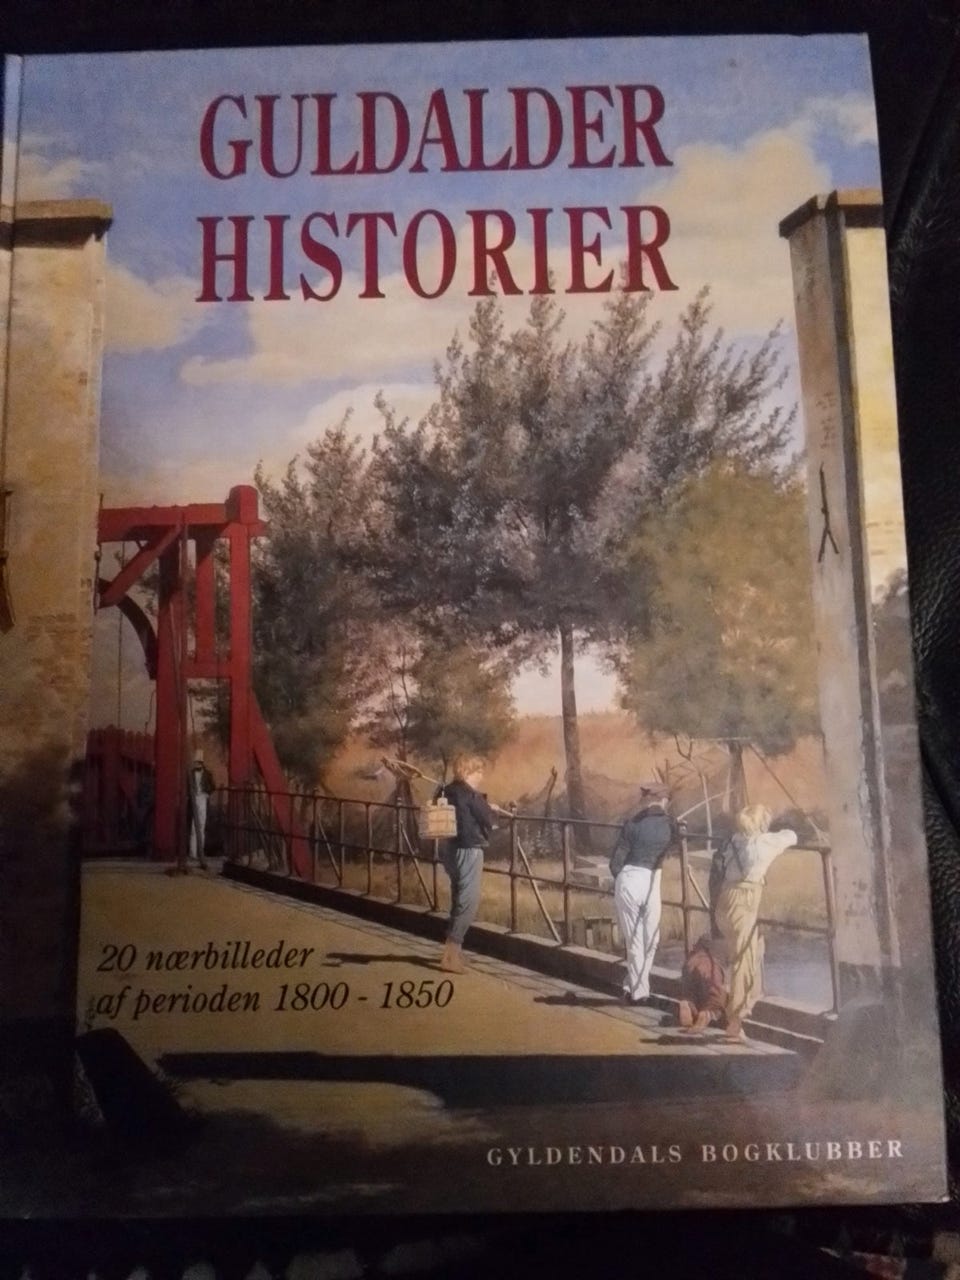 GULDALDER
HISTORIER
20 nærbilleder
af perioden 1800 - 1850
GYLDENDALS BOGKLUBBER